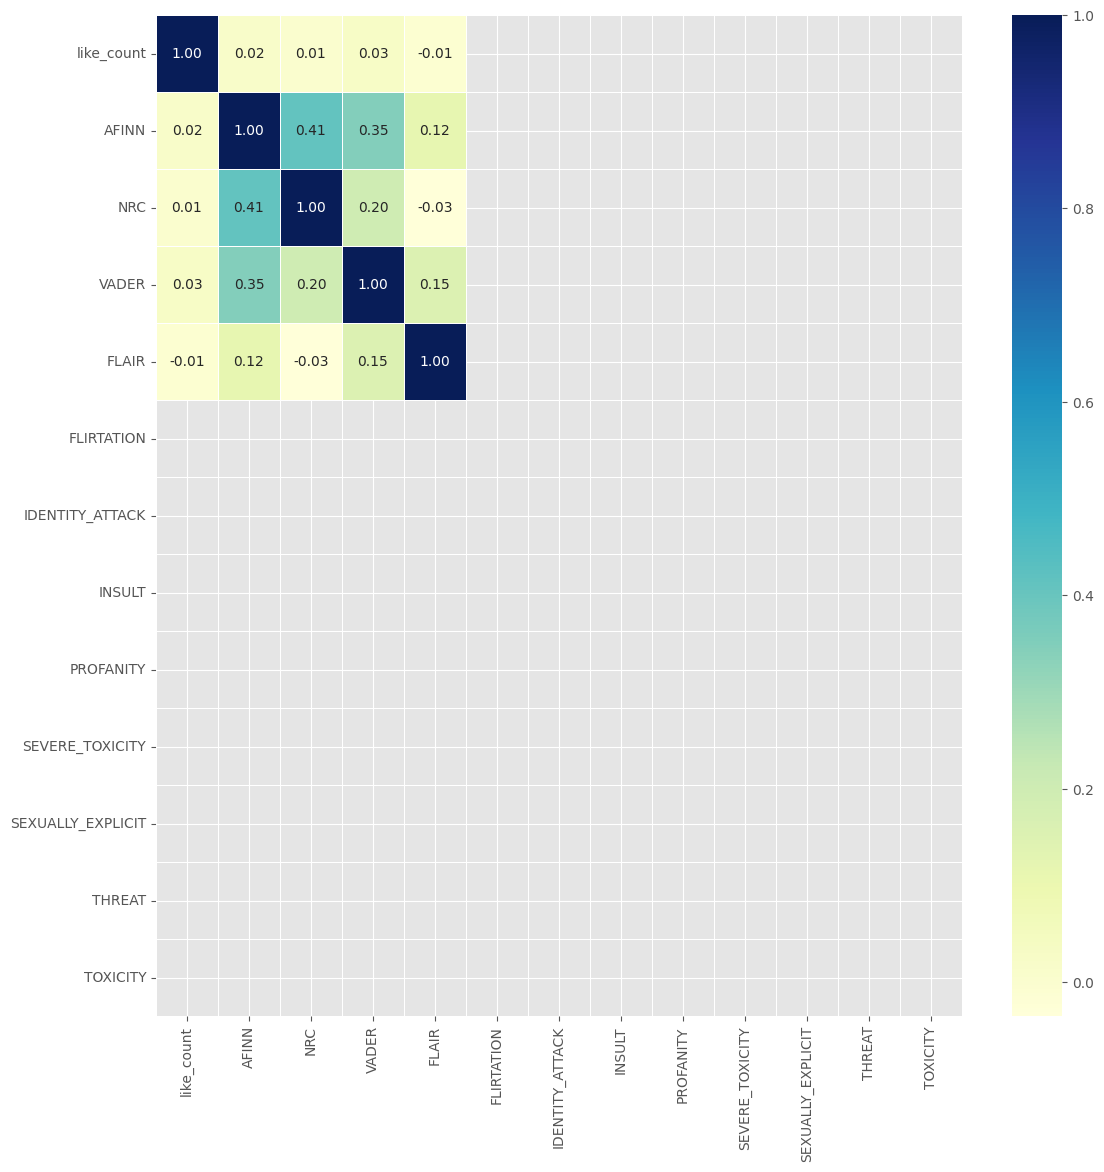 like_count 1.00 0.02 0.01 0.03 -0.01
AFINN 0.02 1.00 0.41 0.35 0.12
NRC 0.01 0.41 1.00 0.20 -0.03
VADER 0.03 0.35 0.20 1.00 0.15
FLAIR -0.01 0.12 -0.03 0.15 1.00
FLIRTATION
IDENTITY_ATTACK
INSULT
PROFANITY
SEVERE_TOXICITY
SEXUALLY_EXPLICIT
THREAT
TOXICITY
like_count
AFINN
NRC
VADER
FLAIR
FLIRTATION
IDENTITY_ATTACK
INSULT
PROFANITY
SEVERE_TOXICITY
SEXUALLY_EXPLICIT
THREAT
TOXICITY
1.0
0.8
0.6
0.4
0.2
0.0